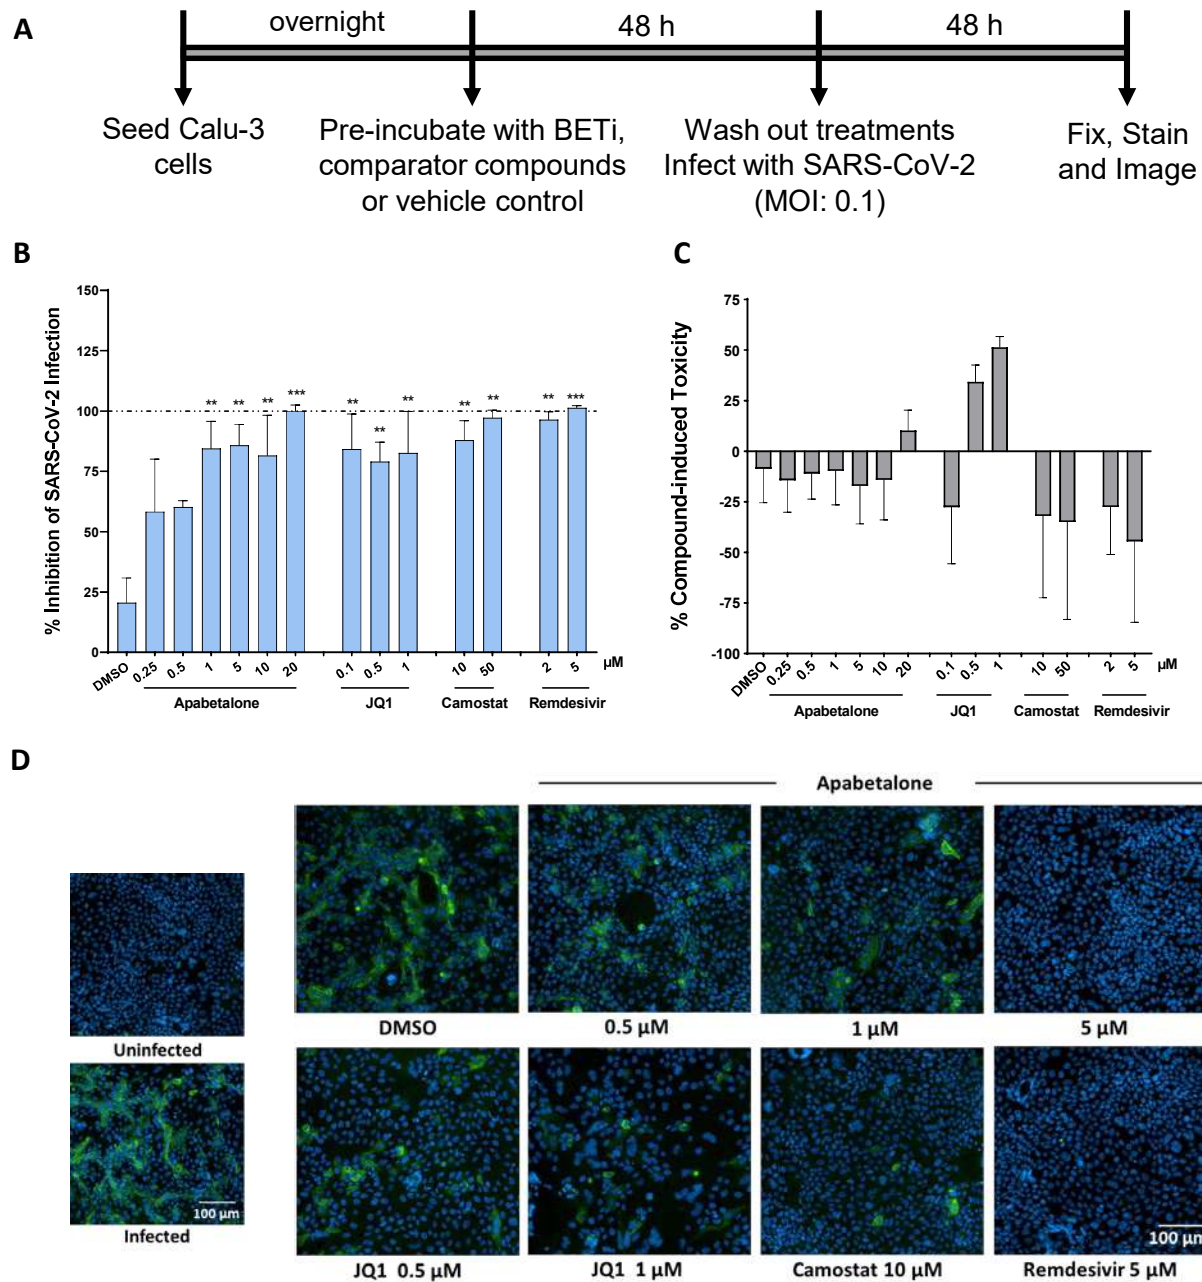 A
overnight
48 h
48 h
Seed Calu-3
cells
Pre-incubate with BETi,
comparator compounds
or vehicle control
Wash out treatments
Infect with SARS-CoV-2
(MOI: 0.1)
Fix, Stain
and Image
B
% Inhibition of SARS-CoV-2 Infection
150
125
100
75
50
25
0
** ** ** *** ** ** ** ** ** ** ***
DMSO 0.25 0.5 1 5 10 20 0.1 0.5 1 10 50 2 5 µM
Apabetalone JQ1 Camostat Remdesivir
C
% Compound-induced Toxicity
75
50
25
0
-25
-50
-75
-100
DMSO 0.25 0.5 1 5 10 20 0.1 0.5 1 10 50 2 5 µM
Apabetalone JQ1 Camostat Remdesivir
D
Apabetalone
Uninfected
100 µm
Infected
DMSO 0.5 µM 1 µM 5 µM
100 µm
JQ1 0.5 µM JQ1 1 µM Camostat 10 µM Remdesivir 5 µM